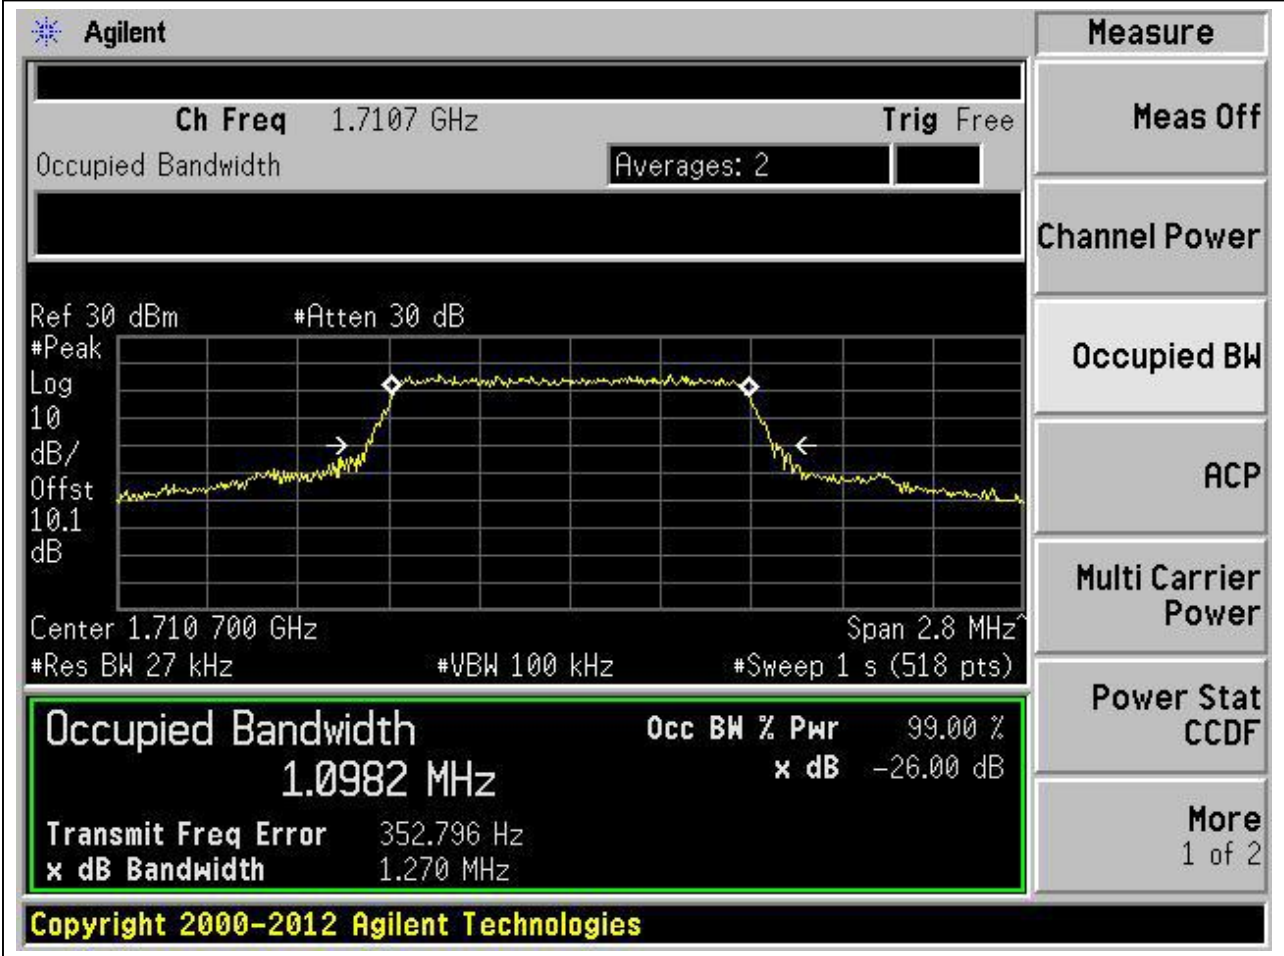 Agilent
Measure
Ch Freq 1.7107 GHz Trig Free
Meas Off
Occupied Bandwidth Averages: 2
Channel Power
Ref 30 dBm #Atten 30 dB
#Peak
Log
10
dB/
Offst
10.1
dB
Occupied BW
ACP
Center 1.710 700 GHz Span 2.8 MHz^
#Res BW 27 kHz #VBW 100 kHz #Sweep 1 s (518 pts)
Multi Carrier
Power
Occupied Bandwidth Occ BW % Pwr 99.00 %
1.0982 MHz x dB -26.00 dB
Transmit Freq Error 352.796 Hz
x dB Bandwidth 1.270 MHz
Power Stat
CCDF
More
1 of 2
Copyright 2000-2012 Agilent Technologies